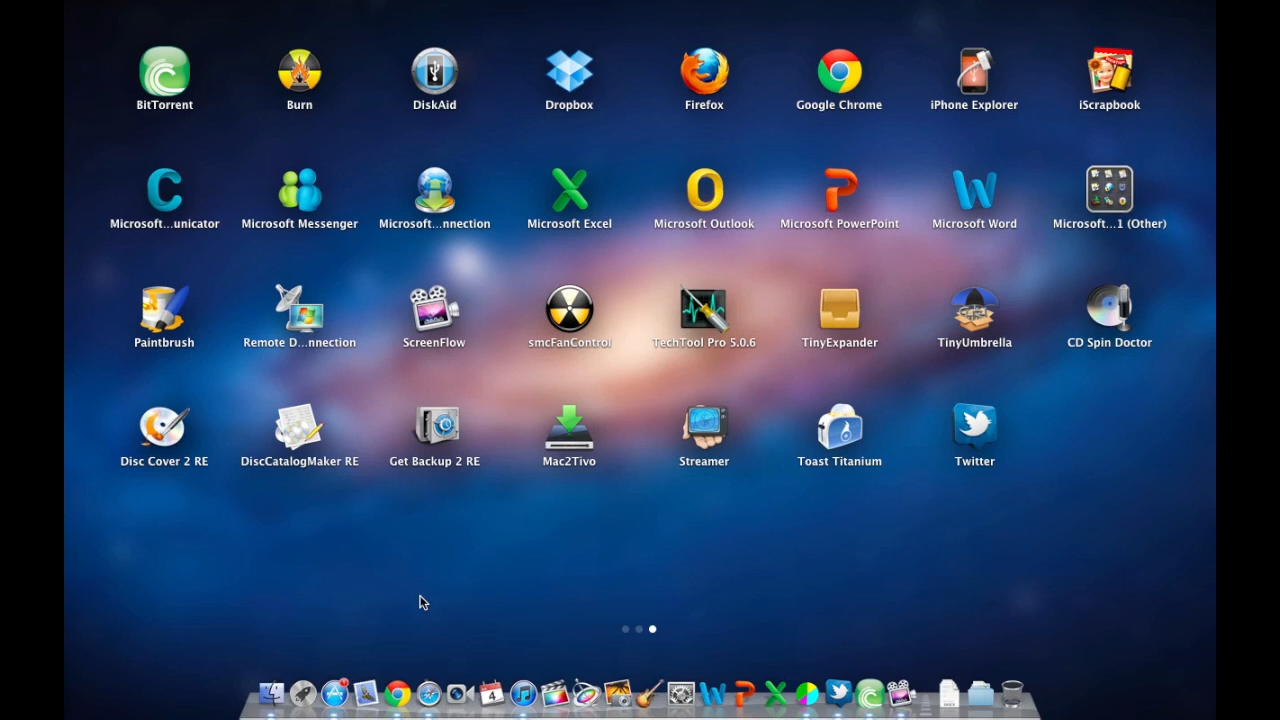 BitTorrent
Burn
DiskAid
Dropbox
Firefox
Google Chrome
iPhone Explorer
iScrapbook
Microsoft...unicator
Microsoft Messenger
Microsoft...nnection
Microsoft Excel
Microsoft Outlook
Microsoft PowerPoint
Microsoft Word
Microsoft...1 (Other)
Paintbrush
Remote D...nnection
ScreenFlow
smcFanControl
TechTool Pro 5.0.6
TinyExpander
TinyUmbrella
CD Spin Doctor
Disc Cover 2 RE
DiscCatalogMaker RE
Get Backup 2 RE
Mac2Tivo
Streamer
Toast Titanium
Twitter
4